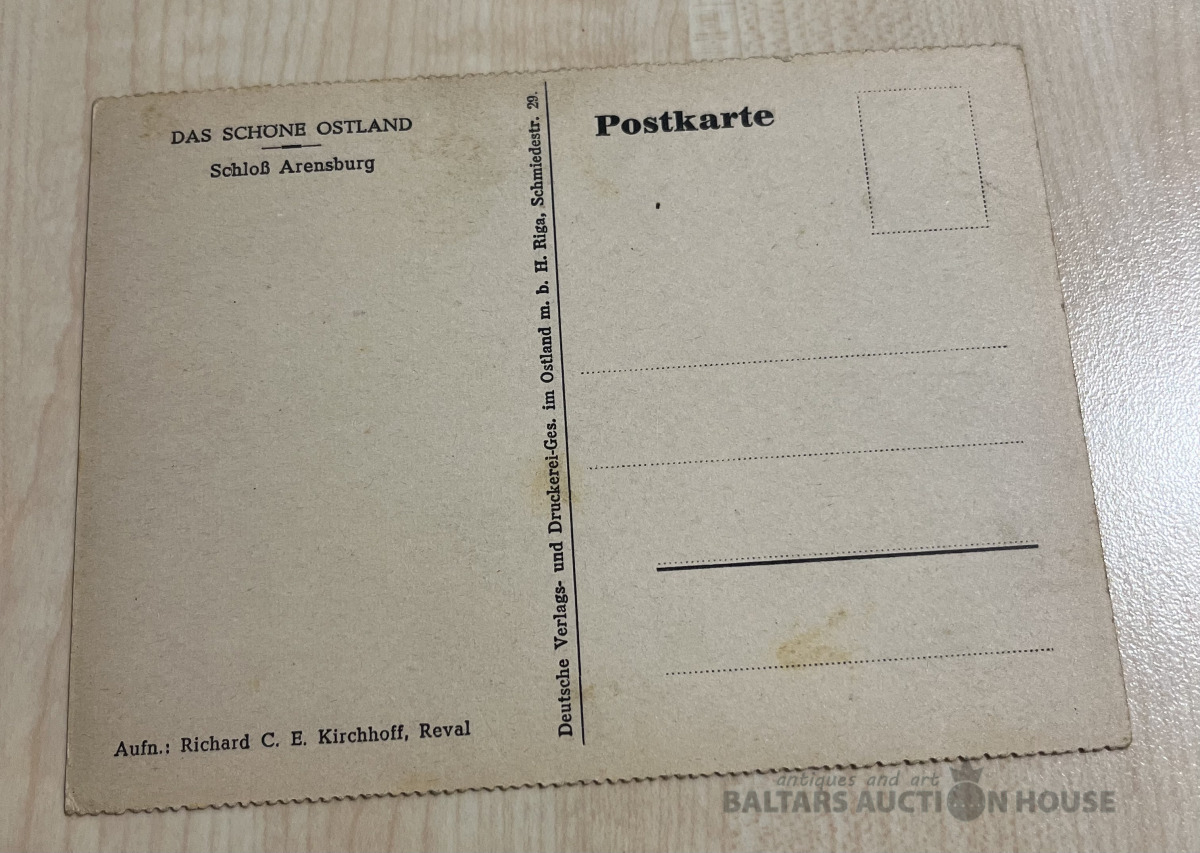 DAS SCHÖNE OSTLAND
Schloß Arensburg
Aufn.: Richard C. E. Kirchhoff, Reval
Deutsche Verlags- und Druckerei-Ges. im Ostland m. b. H. Riga, Schmiedestr. 29.
Postkarte
antiques and art
BALTARS AUCTION HOUSE